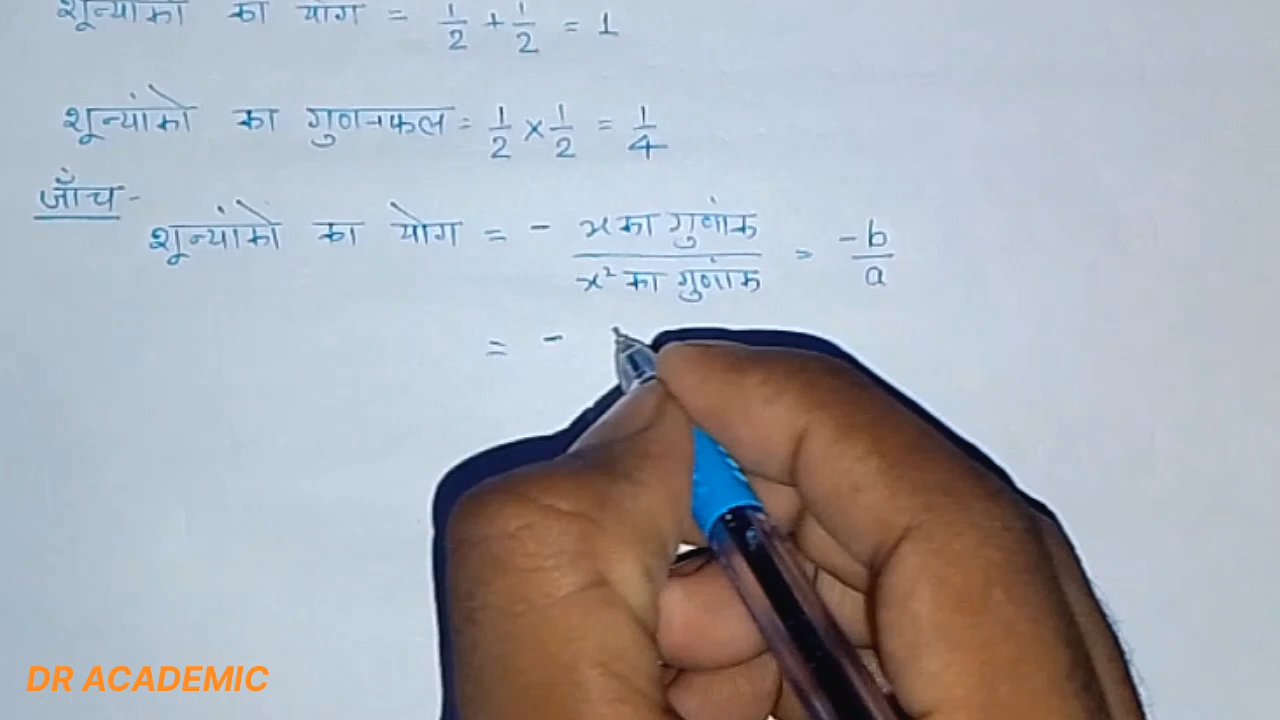 शून्यांको का योग = 1/2 + 1/2 = 1
शून्यांको का गुणनफल = 1/2 × 1/2 = 1/4
जाँच -
शून्यांको का योग = - x का गुणांक / x² का गुणांक = -b/a
= -
DR ACADEMIC